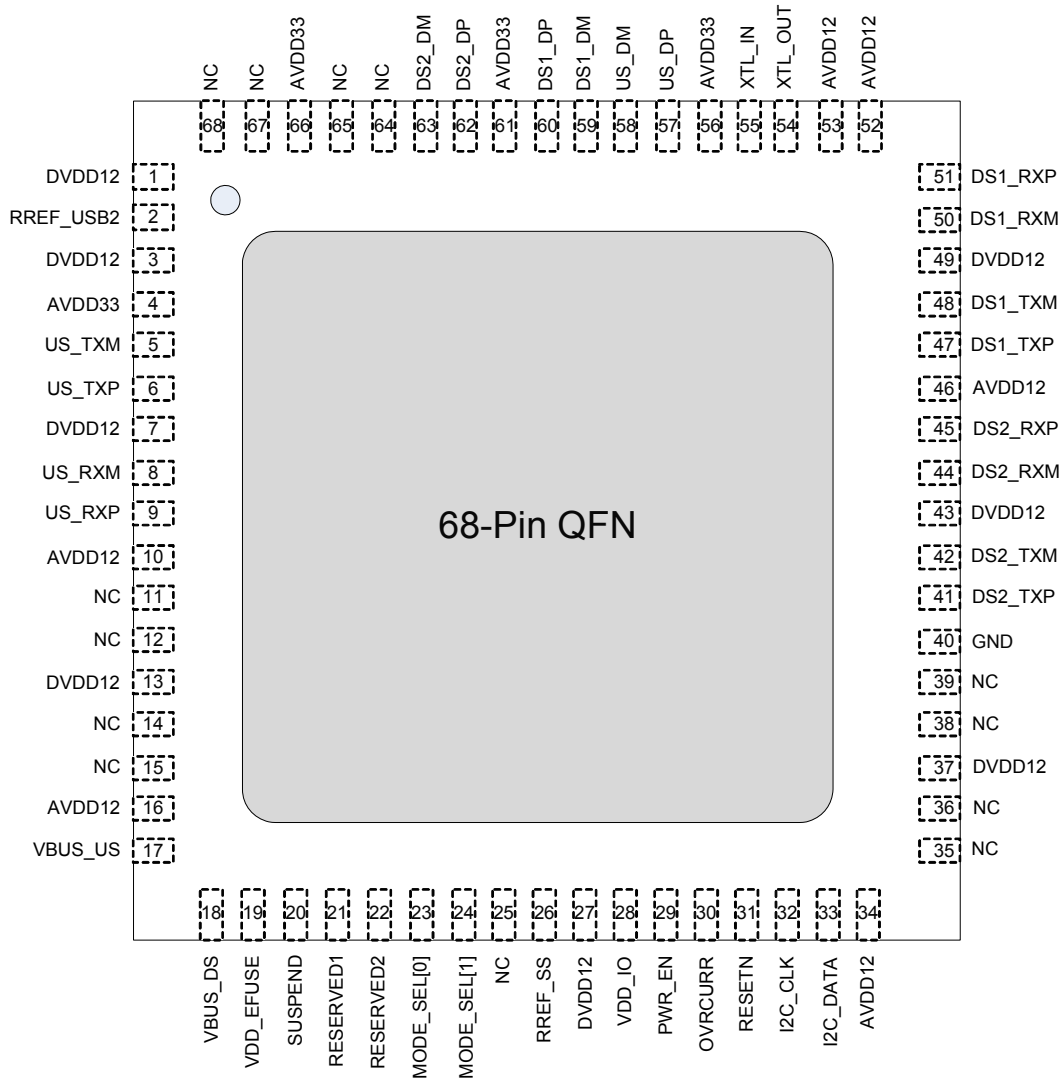 NC
NC
AVDD33
NC
NC
DS2_DM
DS2_DP
AVDD33
DS1_DP
DS1_DM
US_DM
US_DP
AVDD33
XTL_IN
XTL_OUT
AVDD12
AVDD12
68
67
66
65
64
63
62
61
60
59
58
57
56
55
54
53
52
DVDD12 1
RREF_USB2 2
DVDD12 3
AVDD33 4
US_TXM 5
US_TXP 6
DVDD12 7
US_RXM 8
US_RXP 9
AVDD12 10
NC 11
NC 12
DVDD12 13
NC 14
NC 15
AVDD12 16
VBUS_US 17
68-Pin QFN
51 DS1_RXP
50 DS1_RXM
49 DVDD12
48 DS1_TXM
47 DS1_TXP
46 AVDD12
45 DS2_RXP
44 DS2_RXM
43 DVDD12
42 DS2_TXM
41 DS2_TXP
40 GND
39 NC
38 NC
37 DVDD12
36 NC
35 NC
18
19
20
21
22
23
24
25
26
27
28
29
30
31
32
33
34
VBUS_DS
VDD_EFUSE
SUSPEND
RESERVED1
RESERVED2
MODE_SEL[0]
MODE_SEL[1]
NC
RREF_SS
DVDD12
VDD_IO
PWR_EN
OVRCURR
RESETN
I2C_CLK
I2C_DATA
AVDD12